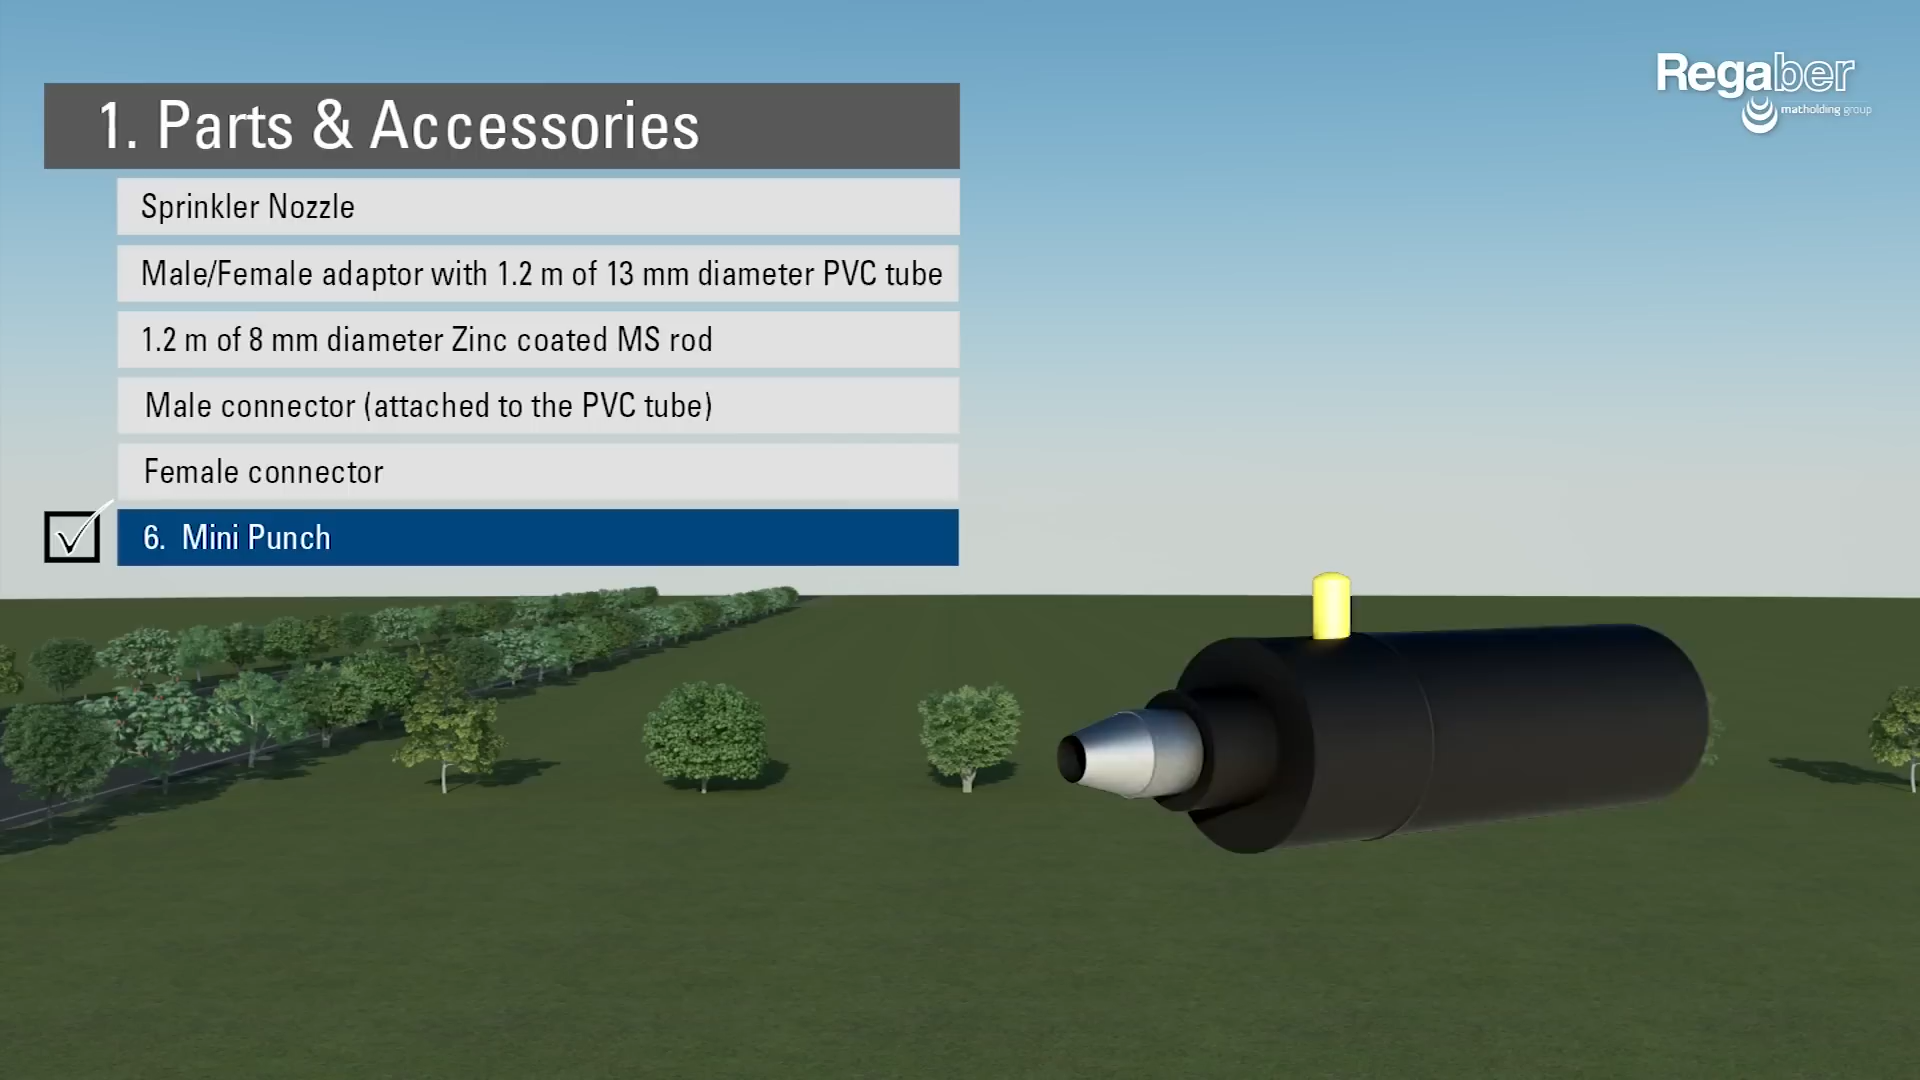 Regaber
matholding group
1. Parts & Accessories
Sprinkler Nozzle
Male/Female adaptor with 1.2 m of 13 mm diameter PVC tube
1.2 m of 8 mm diameter Zinc coated MS rod
Male connector (attached to the PVC tube)
Female connector
6. Mini Punch